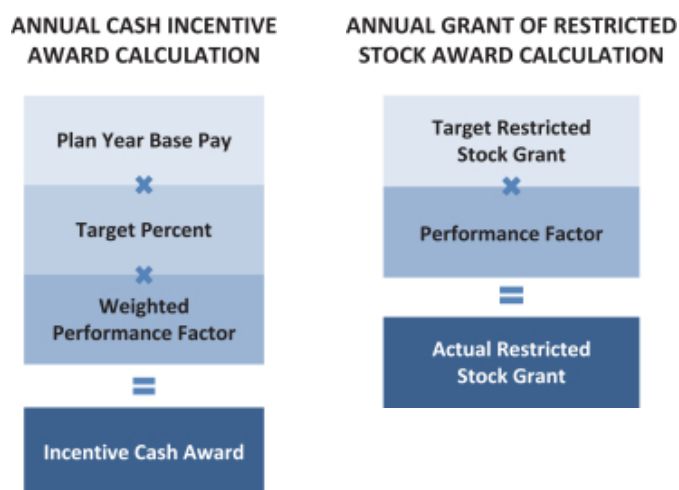 ANNUAL CASH INCENTIVE
AWARD CALCULATION
Plan Year Base Pay
×
Target Percent
×
Weighted
Performance Factor
=
Incentive Cash Award
ANNUAL GRANT OF RESTRICTED
STOCK AWARD CALCULATION
Target Restricted
Stock Grant
×
Performance Factor
=
Actual Restricted
Stock Grant